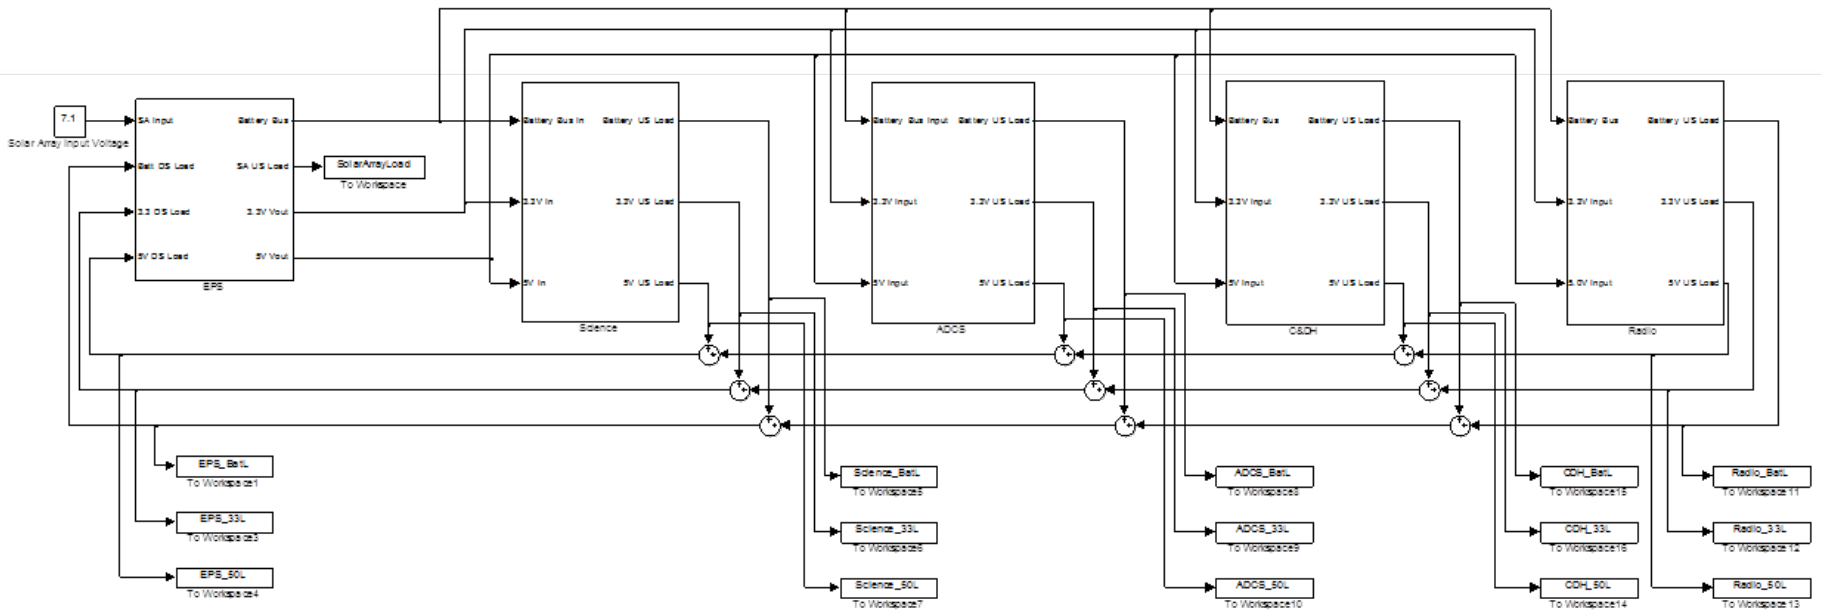 7.1
Solar Array Input Voltage
SA Input
Batt DS Load
3.3 DS Load
5V DS Load
Battery Bus
SA US Load
3.3V Vout
5V Vout
EPS
SolarArrayLoad
To Workspace
Battery Bus In
3.3V In
5V In
Battery US Load
3.3V US Load
5V US Load
Science
Battery Bus Input
3.3V Input
5V Input
Battery US Load
3.3V US Load
5V US Load
ADCS
Battery Bus
3.3V Input
5V Input
Battery US Load
3.3V US Load
5V US Load
C&DH
Battery Bus
3.3V Input
5.0V Input
Battery US Load
3.3V US Load
5V US Load
Radio
EPS_BatL
To Workspace1
EPS_33L
To Workspace3
EPS_50L
To Workspace4
Science_BatL
To Workspace5
Science_33L
To Workspace6
Science_50L
To Workspace7
ADCS_BatL
To Workspace8
ADCS_33L
To Workspace9
ADCS_50L
To Workspace10
CDH_BatL
To Workspace15
CDH_33L
To Workspace16
CDH_50L
To Workspace14
Radio_BatL
To Workspace11
Radio_33L
To Workspace12
Radio_50L
To Workspace13